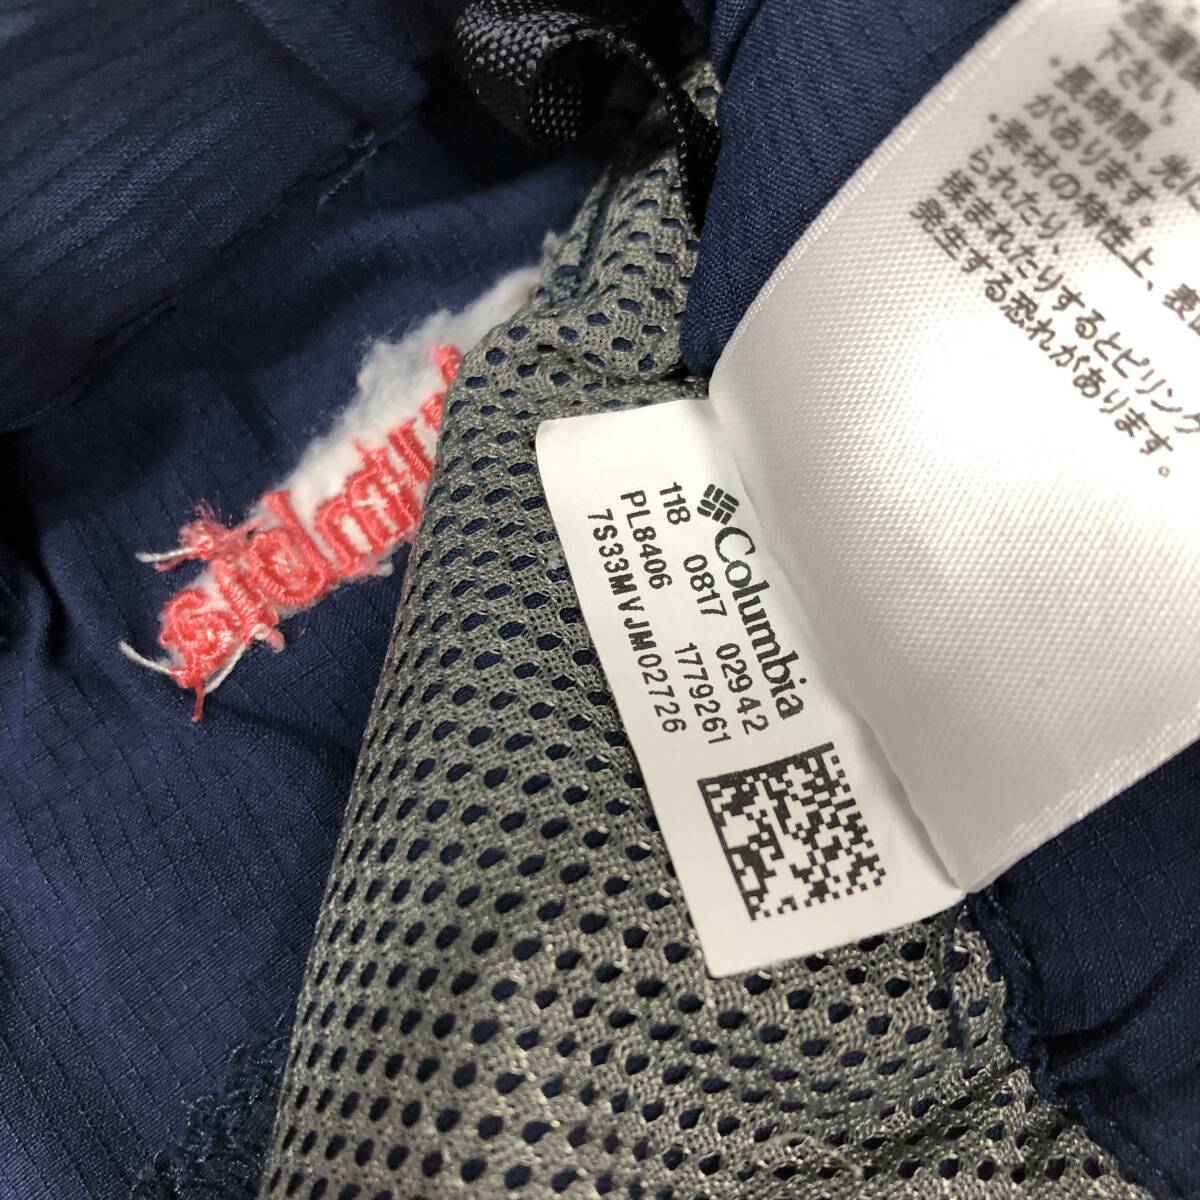 Columbia
118 0817 02942
PL8406 1779261
7S33MVJM02726
下さい。
・長時間、光に
があります。
・素材の特性上、表
られたり、
揉まれたりするとピリング
発生する恐れがあります。